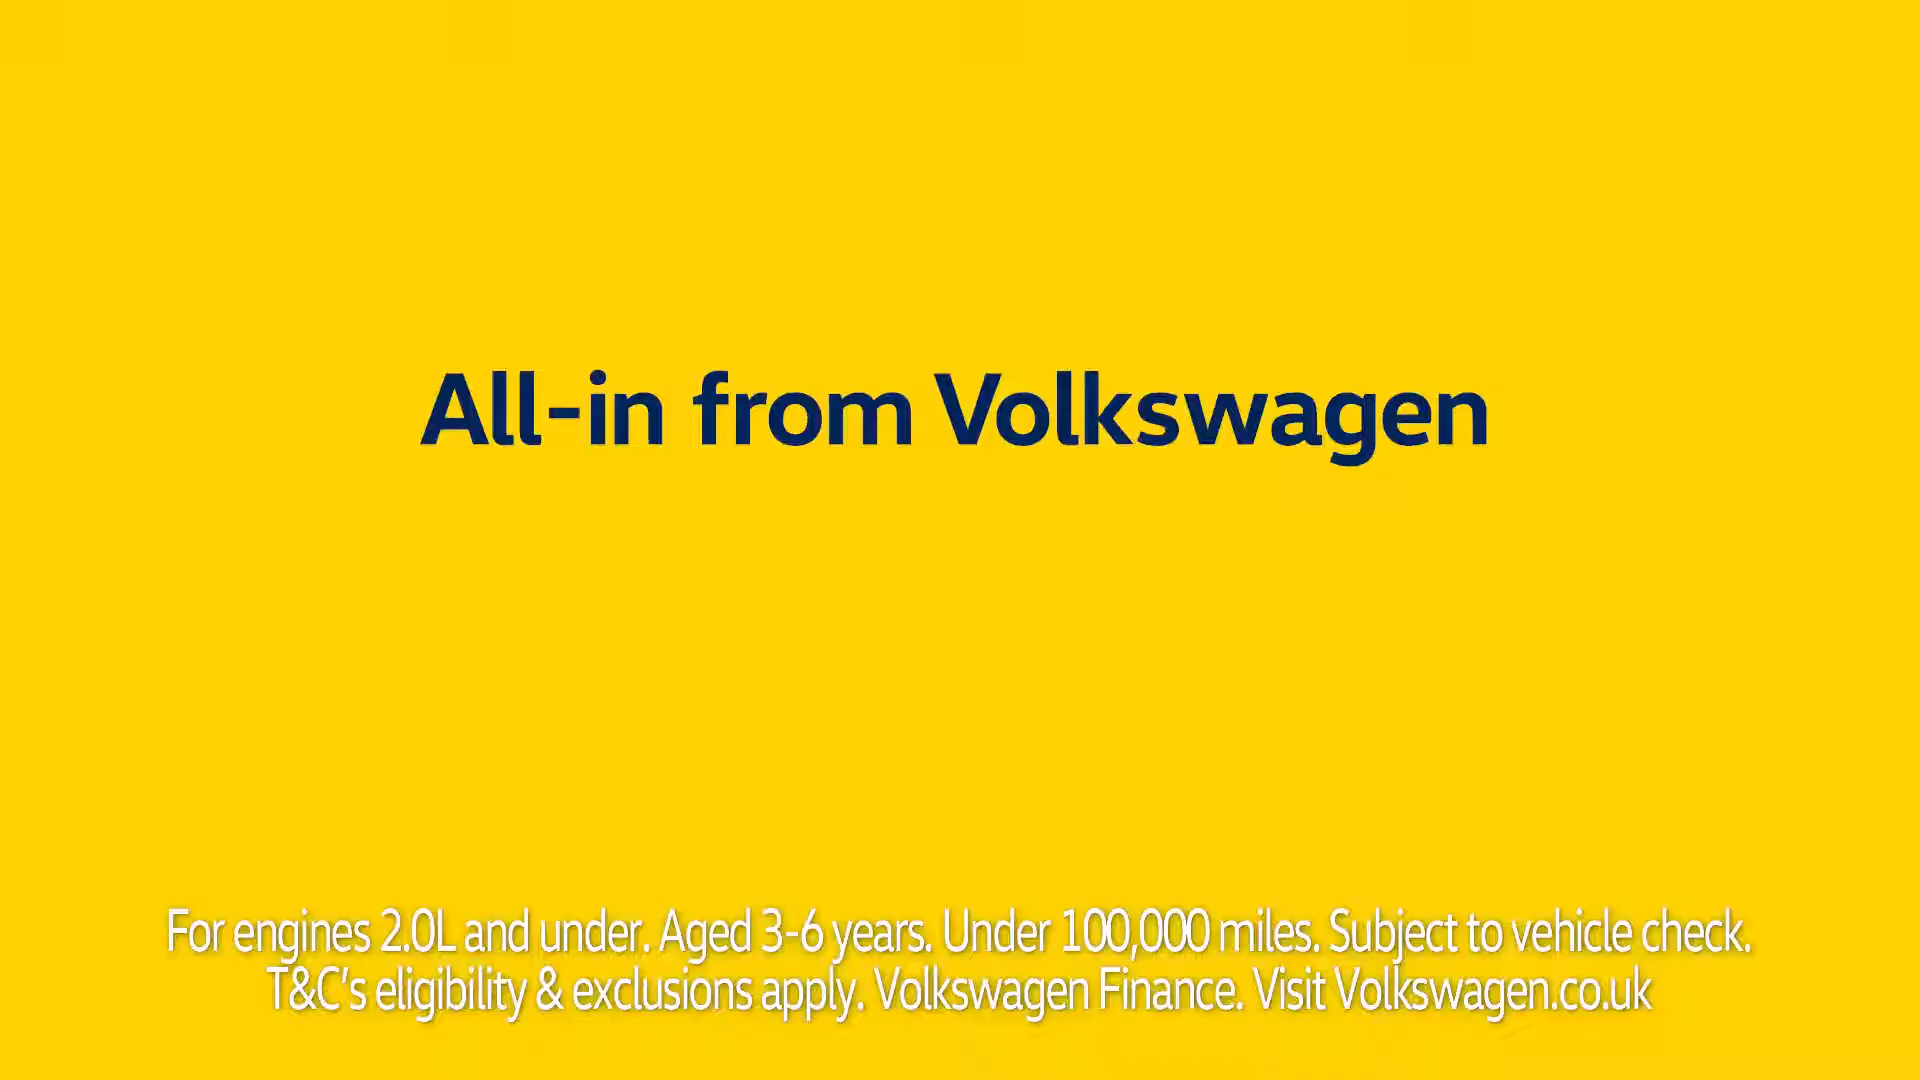 All-in from Volkswagen
For engines 2.0L and under. Aged 3-6 years. Under 100,000 miles. Subject to vehicle check.
T&C's eligibility & exclusions apply. Volkswagen Finance. Visit Volkswagen.co.uk